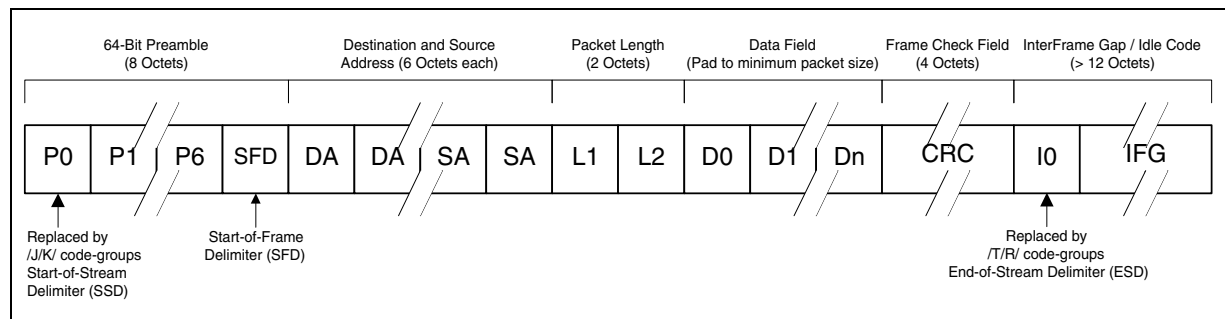 64-Bit Preamble
(8 Octets)
Destination and Source
Address (6 Octets each)
Packet Length
(2 Octets)
Data Field
(Pad to minimum packet size)
Frame Check Field
(4 Octets)
InterFrame Gap / Idle Code
(> 12 Octets)
P0 P1 P6 SFD DA DA SA SA L1 L2 D0 D1 Dn CRC I0 IFG
Replaced by
/J/K/ code-groups
Start-of-Stream
Delimiter (SSD)
Start-of-Frame
Delimiter (SFD)
Replaced by
/T/R/ code-groups
End-of-Stream Delimiter (ESD)